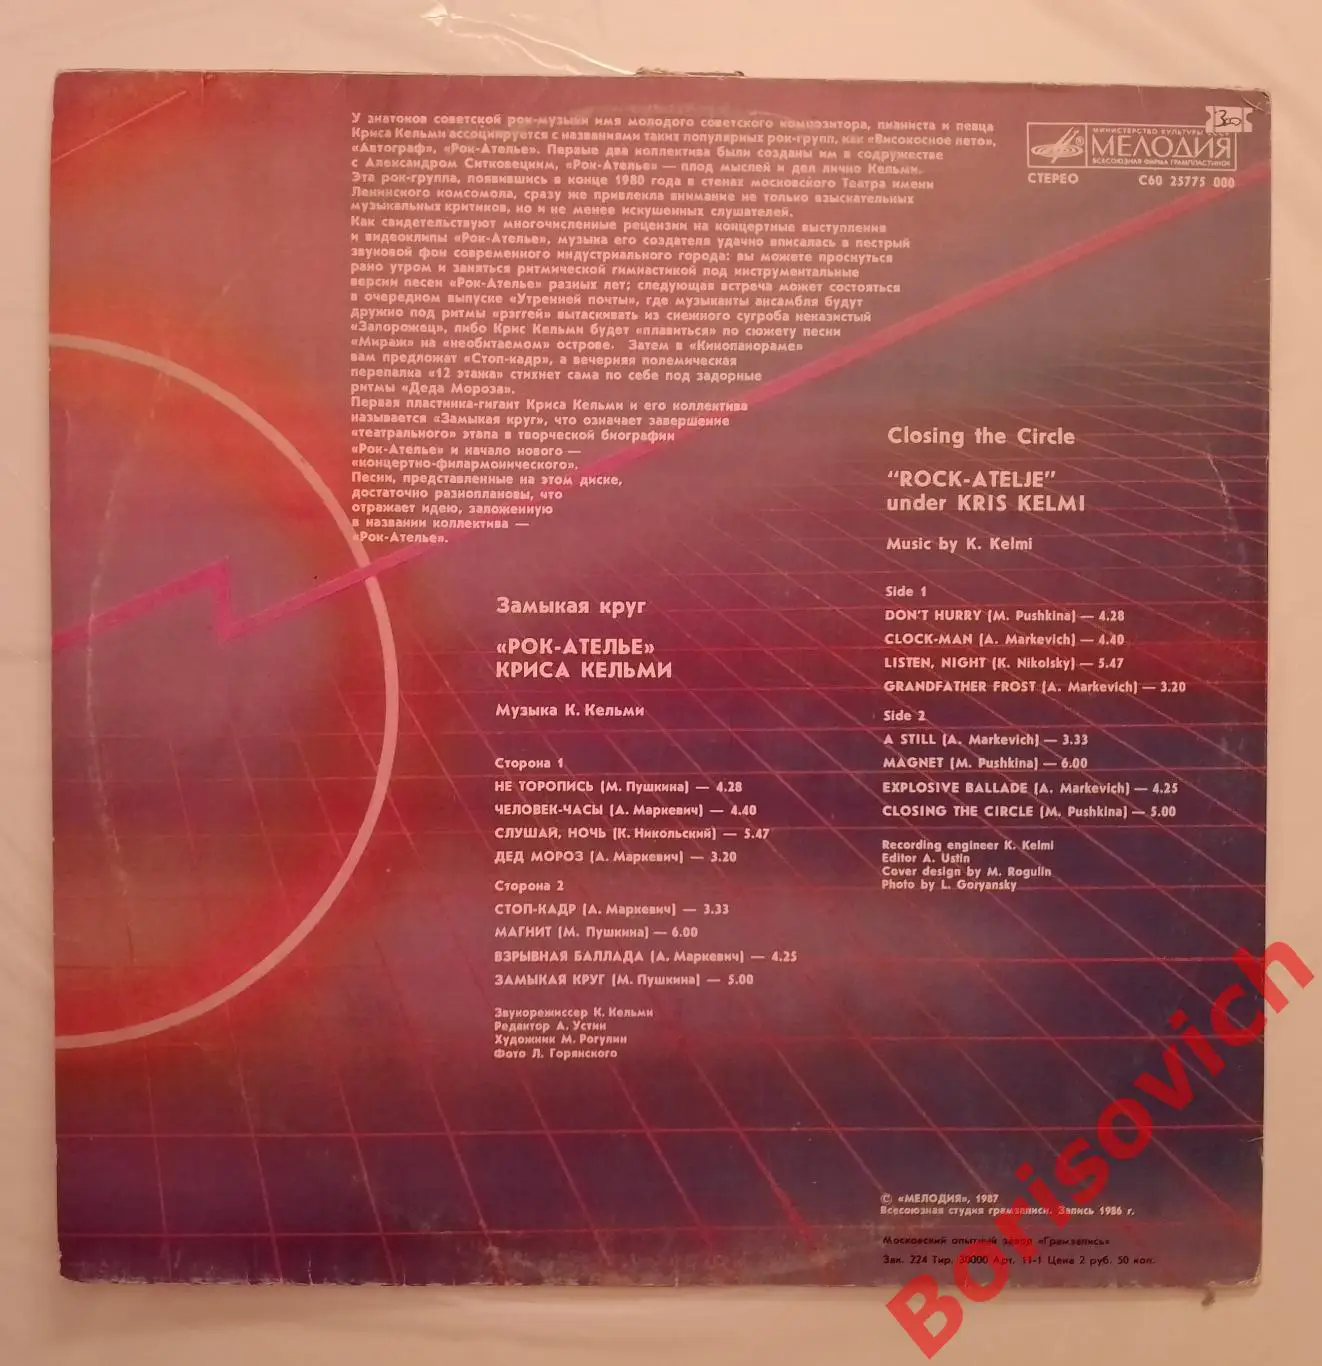 У знатоков советской рок-музыки имя молодого советского композитора, пианиста и певца
Криса Кельми ассоциируется с названиями таких популярных рок-групп, как «Високосное лето»,
«Автограф», «Рок-Ателье». Первые два коллектива были созданы им в содружестве
с Александром Ситковецким, «Рок-Ателье» — плод мыслей и дел лично Кельми.
Эта рок-группа, появившись в конце 1980 года в стенах московского Театра имени
Ленинского комсомола, сразу же привлекла внимание не только взыскательных
музыкальных критиков, но и не менее искушенных слушателей.
Как свидетельствуют многочисленные рецензии на концертные выступления
и видеоклипы «Рок-Ателье», музыка его создателя удачно вписалась в пестрый
звуковой фон современного индустриального города: вы можете проснуться
рано утром и заняться ритмической гимнастикой под инструментальные
версии песен «Рок-Ателье» разных лет; следующая встреча может состояться
в очередном выпуске «Утренней почты», где музыканты ансамбля будут
дружно под ритмы «рэггей» вытаскивать из снежного сугроба неказистый
«Запорожец», либо Крис Кельми будет «плавиться» по сюжету песни
«Мираж» на «необитаемом» острове. Затем в «Кинопанораме»
вам предложат «Стоп-кадр», а вечерняя полемическая
перепалка «12 этажа» стихнет сама по себе под задорные
ритмы «Деда Мороза».
Первая пластинка-гигант Криса Кельми и его коллектива
называется «Замыкая круг», что означает завершение
«театрального» этапа в творческой биографии
«Рок-Ателье» и начало нового —
«концертно-филармонического».
Песни, представленные на этом диске,
достаточно разноплановы, что
отражает идею, заложенную
в названии коллектива —
«Рок-Ателье».
300
МИНИСТЕРСТВО КУЛЬТУРЫ
МЕЛОДИЯ
ВСЕСОЮЗНАЯ ФИРМА ГРАМПЛАСТИНОК
СТЕРЕО С60 25775 000
Замыкая круг
«РОК-АТЕЛЬЕ»
КРИСА КЕЛЬМИ
Музыка К. Кельми
Сторона 1
НЕ ТОРОПИСЬ (М. Пушкина) — 4.28
ЧЕЛОВЕК-ЧАСЫ (А. Маркевич) — 4.40
СЛУШАЙ, НОЧЬ (К. Никольский) — 5.47
ДЕД МОРОЗ (А. Маркевич) — 3.20
Сторона 2
СТОП-КАДР (А. Маркевич) — 3.33
МАГНИТ (М. Пушкина) — 6.00
ВЗРЫВНАЯ БАЛЛАДА (А. Маркевич) — 4.25
ЗАМЫКАЯ КРУГ (М. Пушкина) — 5.00
Звукорежиссер К. Кельми
Редактор А. Устин
Художник М. Рогулин
Фото Л. Горянского
Closing the Circle
“ROCK-ATELJE”
under KRIS KELMI
Music by K. Kelmi
Side 1
DON'T HURRY (M. Pushkina) — 4.28
CLOCK-MAN (A. Markevich) — 4.40
LISTEN, NIGHT (K. Nikolsky) — 5.47
GRANDFATHER FROST (A. Markevich) — 3.20
Side 2
A STILL (A. Markevich) — 3.33
MAGNET (M. Pushkina) — 6.00
EXPLOSIVE BALLADE (A. Markevich) — 4.25
CLOSING THE CIRCLE (M. Pushkina) — 5.00
Recording engineer K. Kelmi
Editor A. Ustin
Cover design by M. Rogulin
Photo by L. Goryansky
© «МЕЛОДИЯ», 1987
Всесоюзная студия грамзаписи. Запись 1986 г.
Московский опытный завод «Грамзапись»
Зак. 224 Тир. 30000 Арт. 11-1 Цена 2 руб. 50 коп.
Borisovich